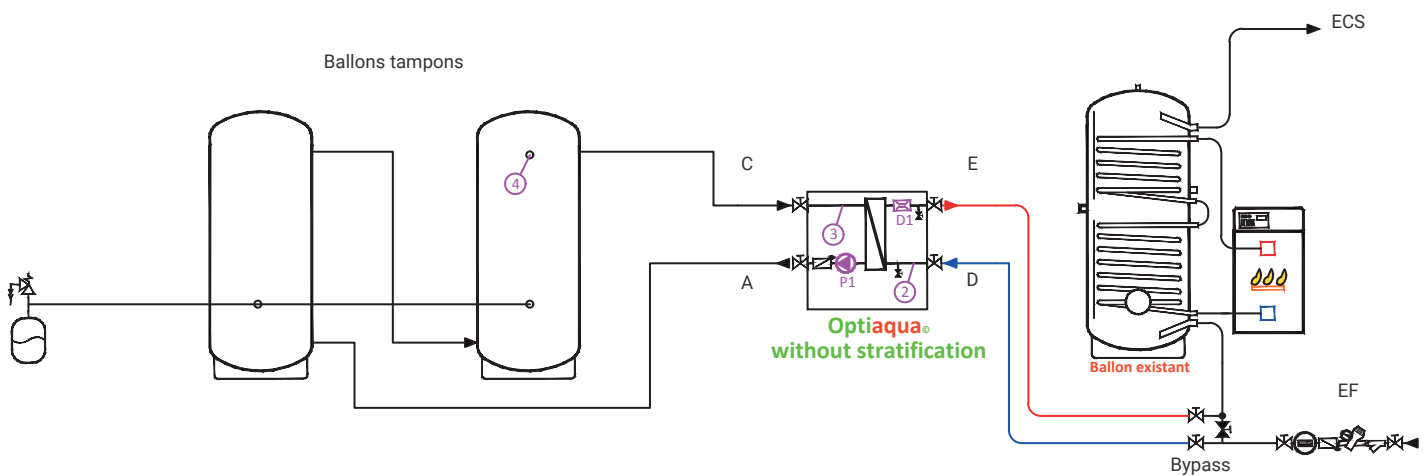 ECS
Ballons tampons
4
C
E
3
D1
A
P1
2
D
Optiaqua©
without stratification
Ballon existant
EF
Bypass